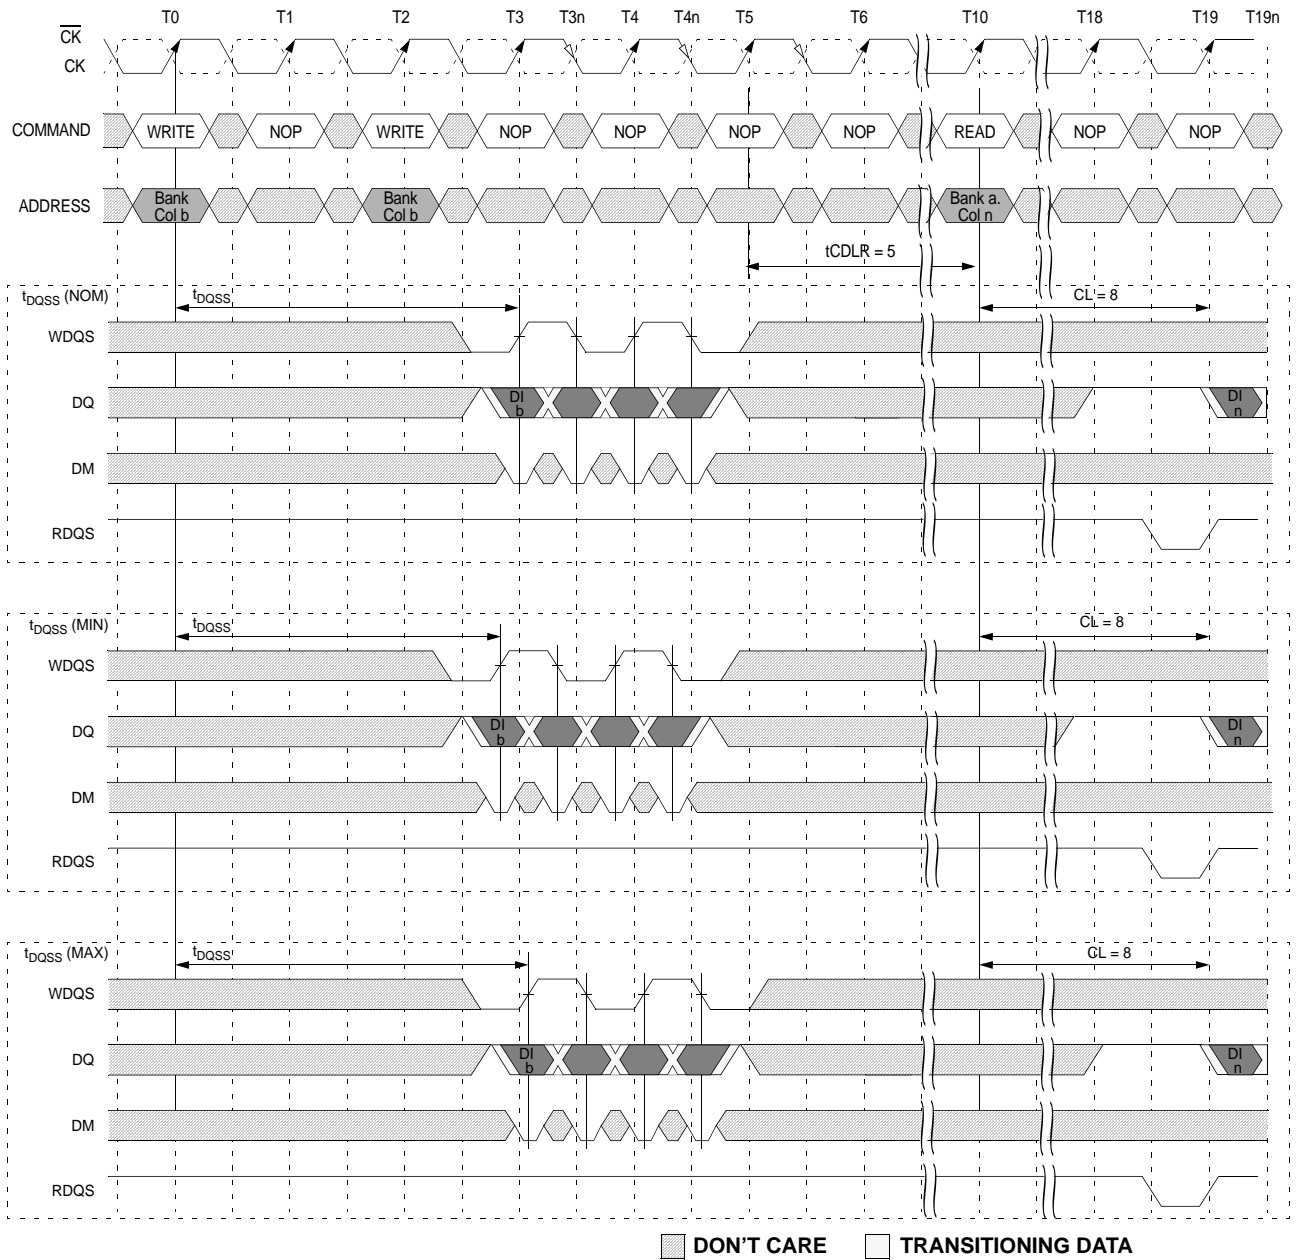 T0 T1 T2 T3 T3n T4 T4n T5 T6 T10 T18 T19 T19n
CK
CK
COMMAND WRITE NOP WRITE NOP NOP NOP NOP READ NOP NOP
ADDRESS Bank Col b Bank Col b Bank a. Col n
tCDLR = 5
tDQSS (NOM) tDQSS CL = 8
WDQS
DQ DI b DI n
DM
RDQS
tDQSS (MIN) tDQSS CL = 8
WDQS
DQ DI b DI n
DM
RDQS
tDQSS (MAX) tDQSS CL = 8
WDQS
DQ DI b DI n
DM
RDQS
DON'T CARE TRANSITIONING DATA